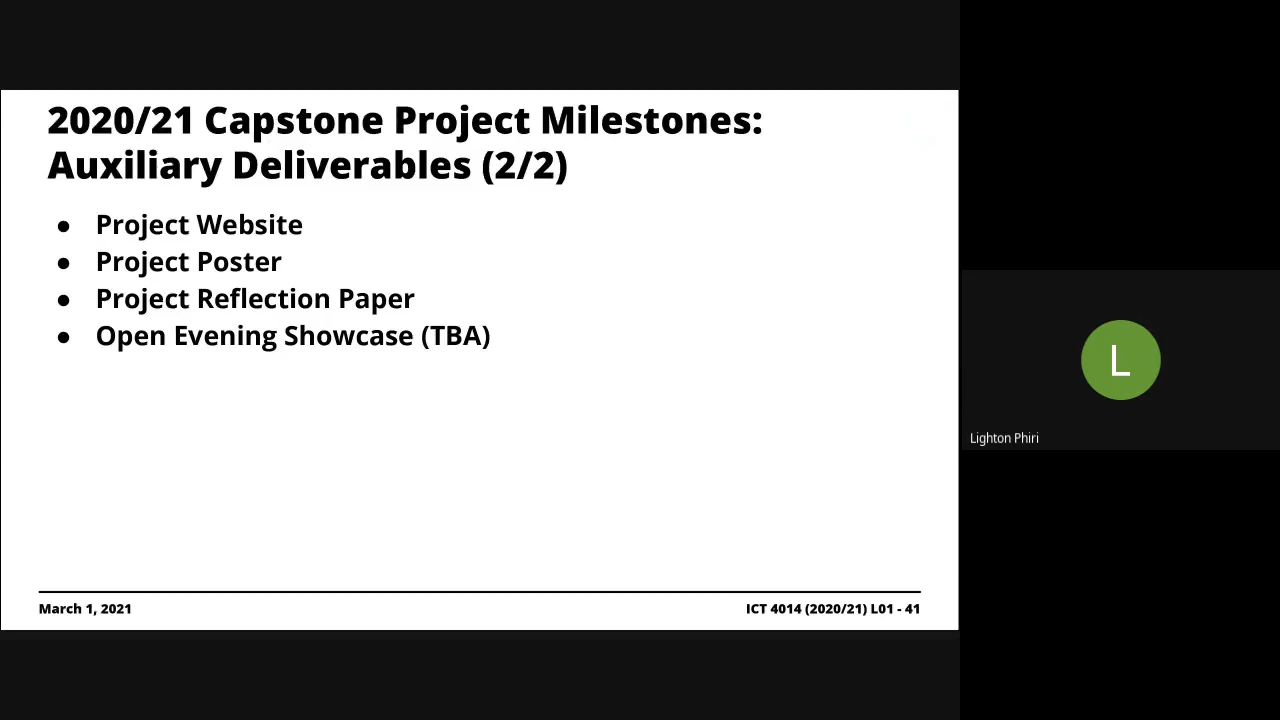 2020/21 Capstone Project Milestones:
Auxiliary Deliverables (2/2)
● Project Website
● Project Poster
● Project Reflection Paper
● Open Evening Showcase (TBA)
March 1, 2021
ICT 4014 (2020/21) L01 - 41
L
Lighton Phiri